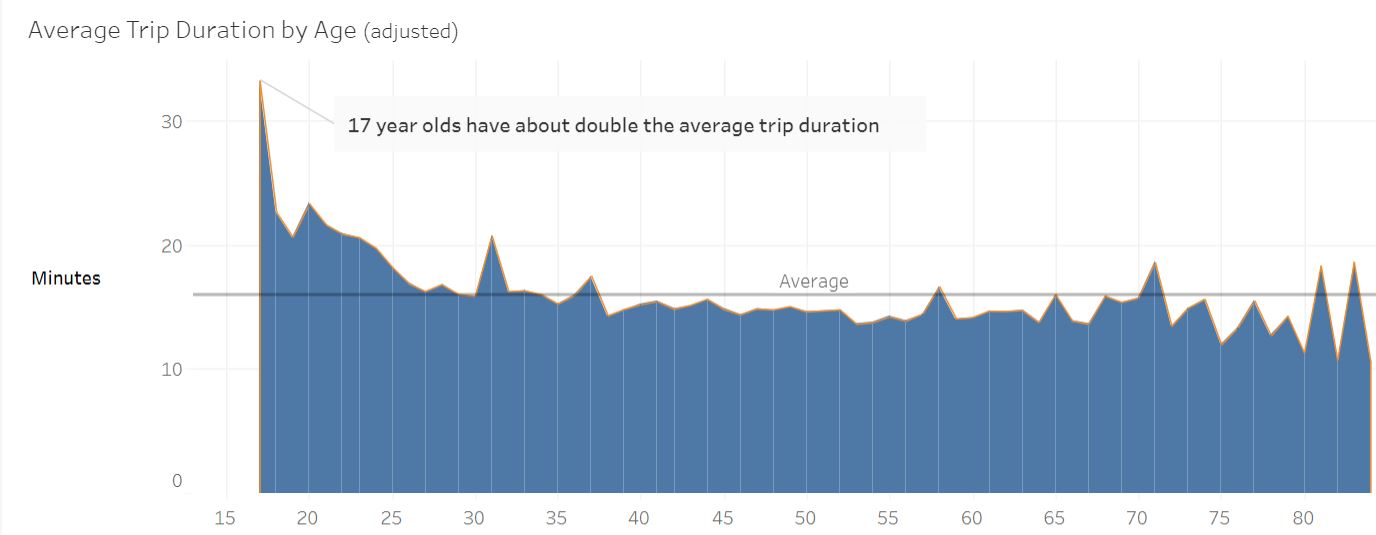 Average Trip Duration by Age (adjusted)
30
17 year olds have about double the average trip duration
20
Minutes
Average
10
0
15 20 25 30 35 40 45 50 55 60 65 70 75 80